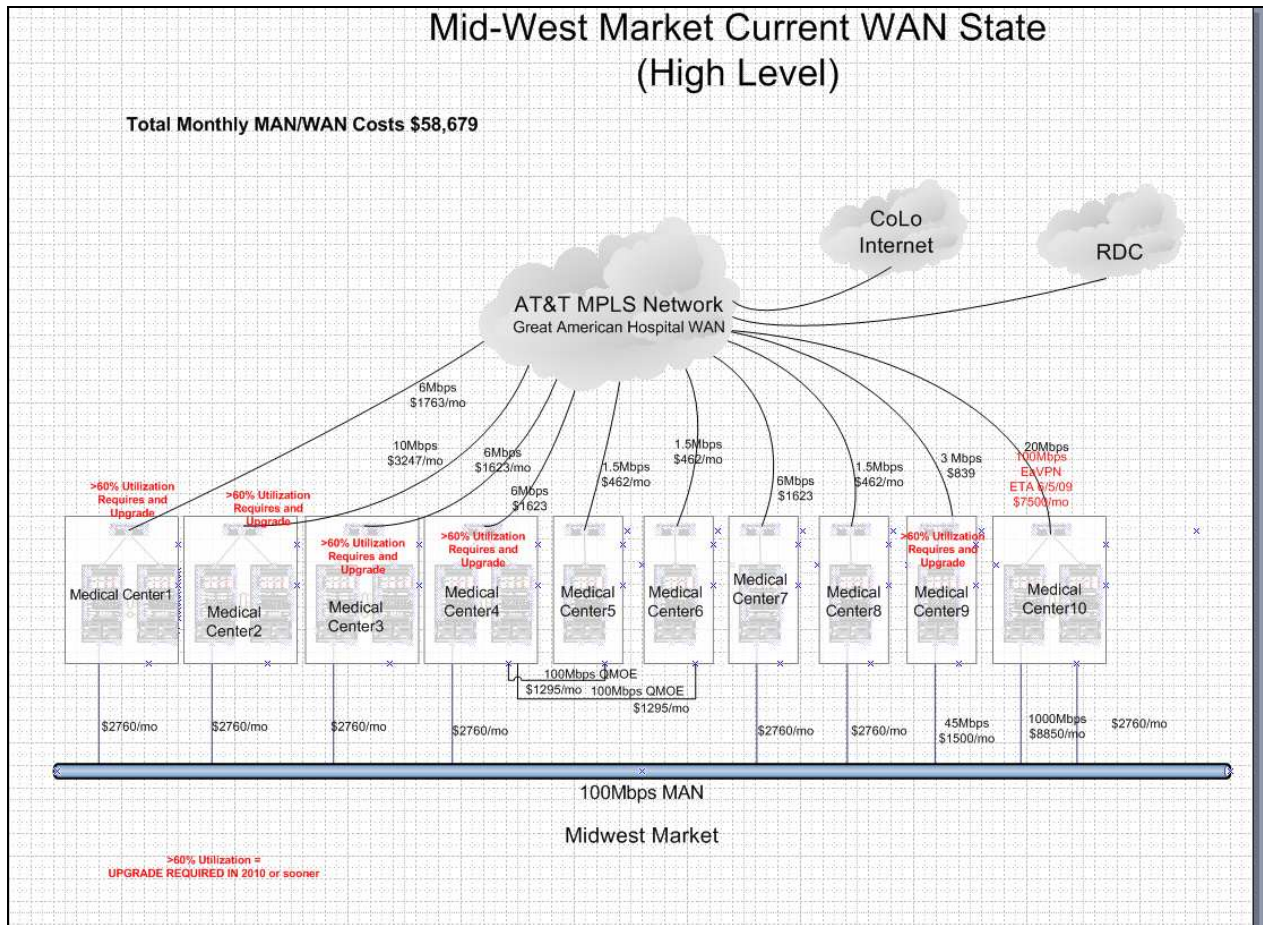 Mid-West Market Current WAN State
(High Level)
Total Monthly MAN/WAN Costs $58,679
CoLo
Internet
RDC
AT&T MPLS Network
Great American Hospital WAN
6Mbps
$1763/mo
10Mbps
$3247/mo
6Mbps
$1623/mo
6Mbps
$1623
1.5Mbps
$462/mo
1.5Mbps
$462/mo
6Mbps
$1623
1.5Mbps
$462/mo
3 Mbps
$839
20Mbps
100Mbps
EaVPN
ETA 6/5/09
$7500/mo
>60% Utilization
Requires and
Upgrade
>60% Utilization
Requires and
Upgrade
>60% Utilization
Requires and
Upgrade
>60% Utilization
Requires and
Upgrade
>60% Utilization
Requires and
Upgrade
Medical Center1
Medical
Center2
Medical
Center3
Medical
Center4
Medical
Center5
Medical
Center6
Medical
Center7
Medical
Center8
Medical
Center9
Medical
Center10
100Mbps QMOE
$1295/mo
100Mbps QMOE
$1295/mo
$2760/mo
$2760/mo
$2760/mo
$2760/mo
$2760/mo
$2760/mo
45Mbps
$1500/mo
1000Mbps
$8850/mo
$2760/mo
100Mbps MAN
Midwest Market
>60% Utilization =
UPGRADE REQUIRED IN 2010 or sooner